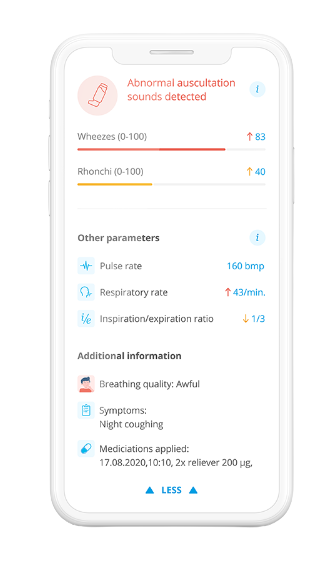 Abnormal auscultation
sounds detected
i
Wheezes (0-100) ↑ 83
Rhonchi (0-100) ↑ 40
Other parameters i
Pulse rate 160 bmp
Respiratory rate ↑ 43/min.
i/e Inspiration/expiration ratio ↓ 1/3
Additional information
Breathing quality: Awful
Symptoms:
Night coughing
Mediciations applied:
17.08.2020,10:10, 2x reliever 200 µg,
▲ LESS ▲